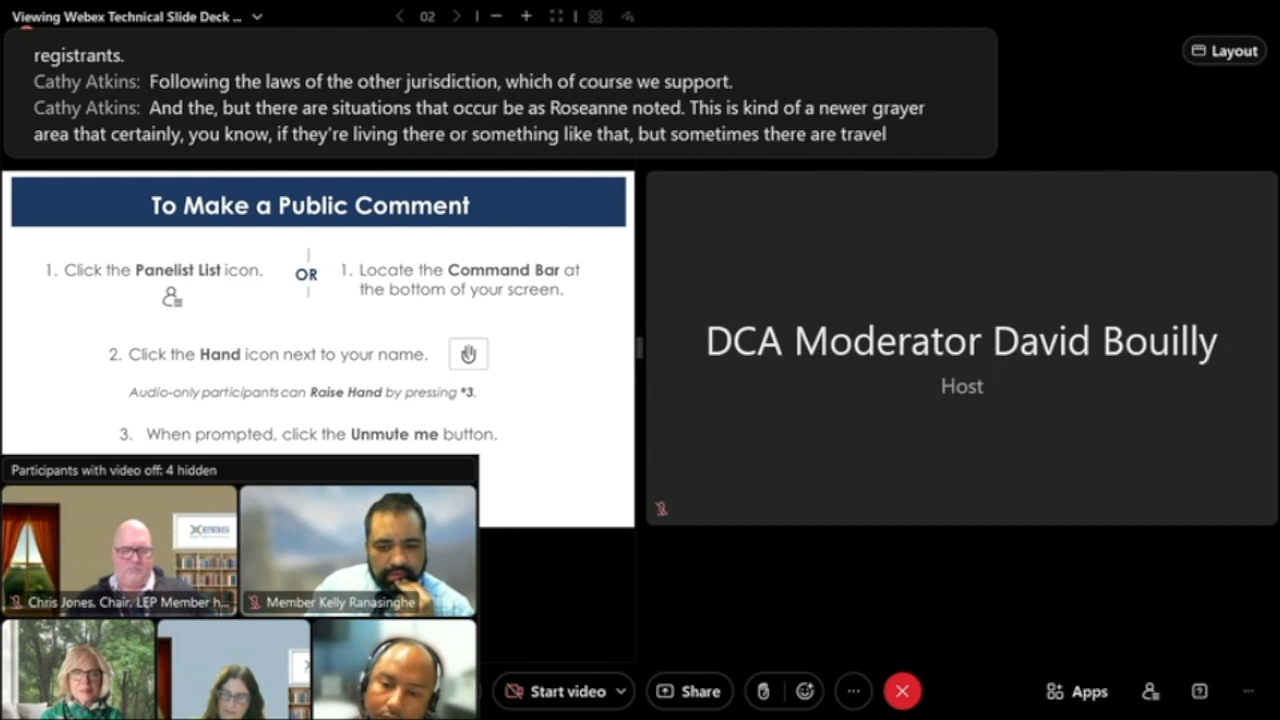 Viewing Webex Technical Slide Deck ...
02
registrants.
Cathy Atkins: Following the laws of the other jurisdiction, which of course we support.
Cathy Atkins: And the, but there are situations that occur be as Roseanne noted. This is kind of a newer grayer
area that certainly, you know, if they're living there or something like that, but sometimes there are travel
Layout
To Make a Public Comment
1. Click the Panelist List icon.
OR
1. Locate the Command Bar at
the bottom of your screen.
2. Click the Hand icon next to your name.
Audio-only participants can Raise Hand by pressing *3.
3. When prompted, click the Unmute me button.
DCA Moderator David Bouilly
Host
Participants with video off: 4 hidden
Chris Jones, Chair, LEP Member h...
Member Kelly Ranasinghe
Start video
Share
Apps